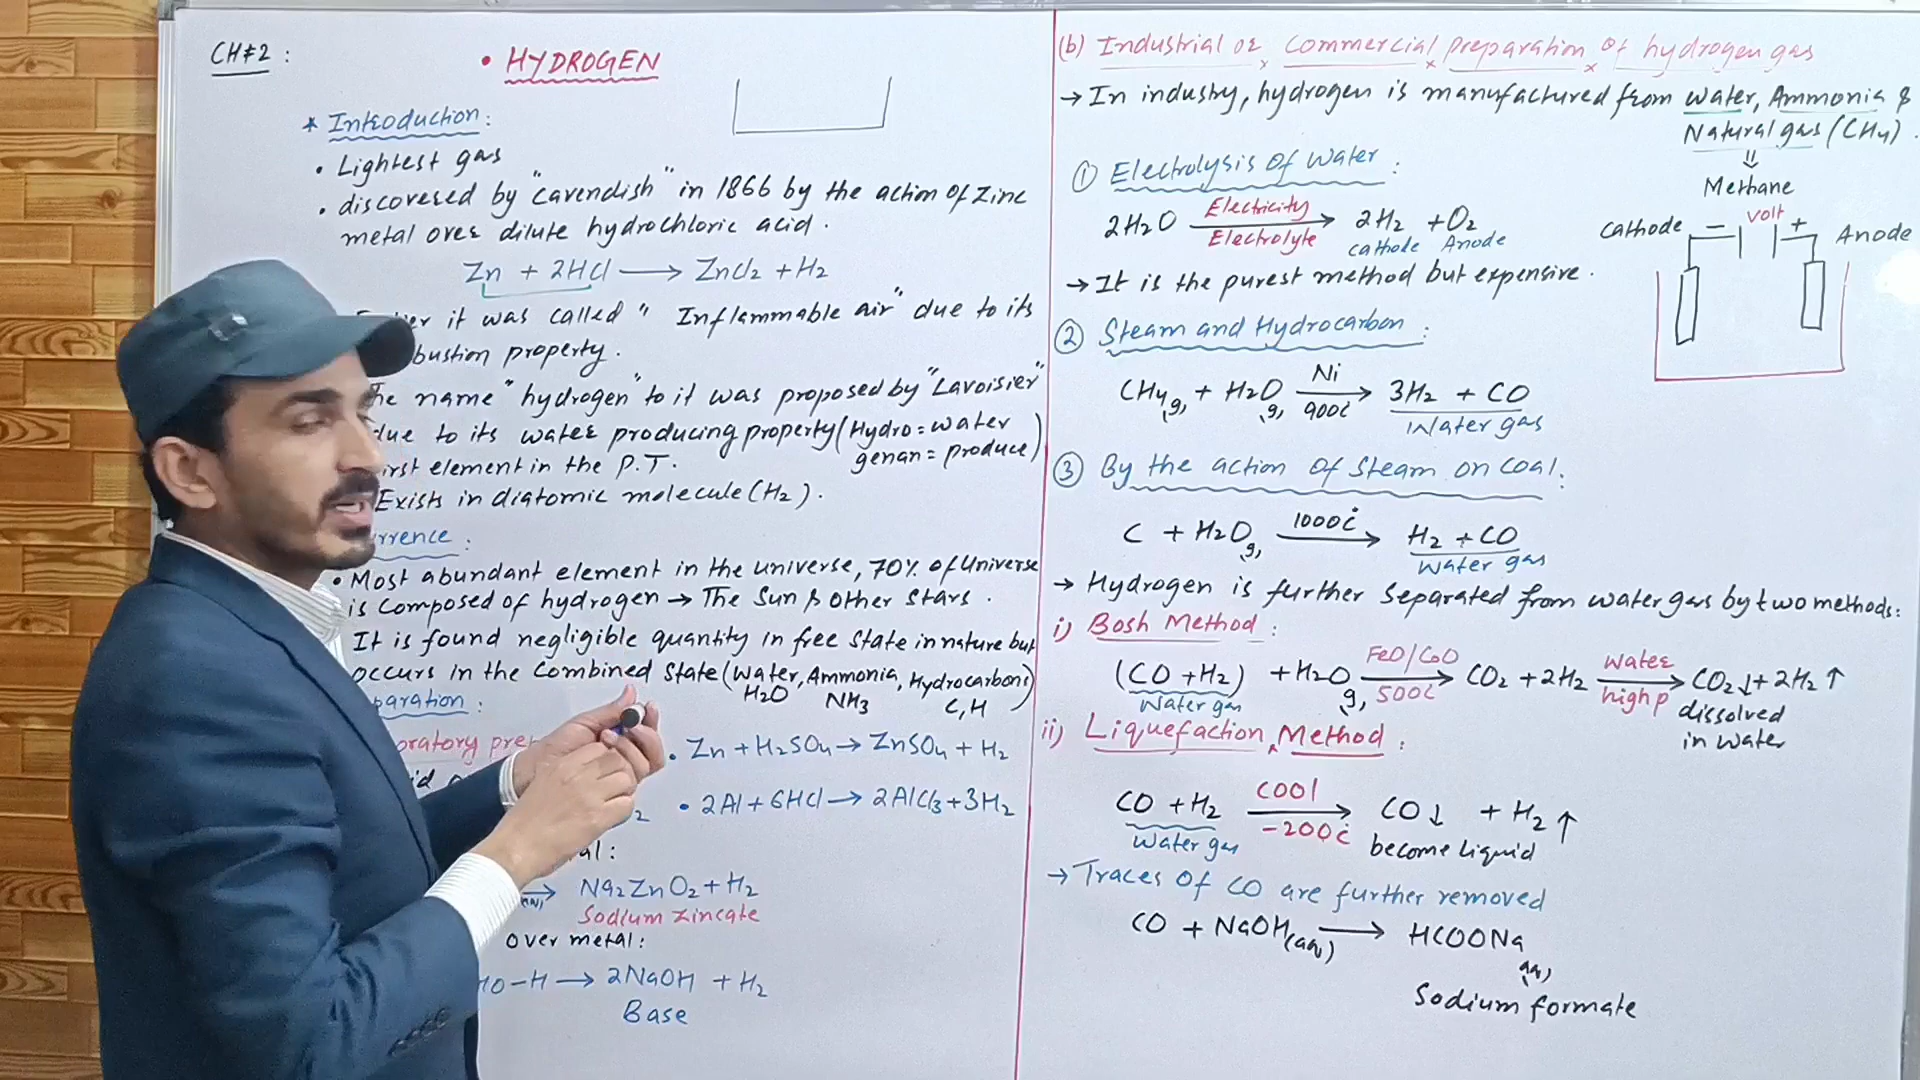 CH#2:
• HYDROGEN
* Introduction:
• Lightest gas
• discovered by "Cavendish" in 1866 by the action of Zinc
metal over dilute hydrochloric acid.
Zn + 2HCl ⟶ ZnCl2 + H2
it was called " Inflammable air" due to its
bustion property.
he name "hydrogen" to it was proposed by "Lavoisier"
due to its water producing property (Hydro = water
genan = produce)
irst element in the P.T.
Exists in diatomic molecule (H2).
rrence:
• Most abundant element in the universe, 70% of Universe
is composed of hydrogen → The Sun & other stars.
It is found negligible quantity in free state in nature but
occurs in the combined state (Water, Ammonia, Hydrocarbons)
H2O NH3 C,H
paration:
oratory pre
• Zn + H2SO4 → ZnSO4 + H2
• 2Al + 6HCl → 2AlCl3 + 3H2
al:
→ Na2ZnO2 + H2
Sodium zincate
over metal:
HO-H → 2NaOH + H2
Base
(b) Industrial or Commercial preparation of hydrogen gas
→ In industry, hydrogen is manufactured from water, Ammonia &
Natural gas (CH4).
⇓
Methane
① Electrolysis of Water:
2H2O Electricity ⟶ Electrolyte 2H2 + O2
cathode Anode
Cathode − volt + Anode
→ It is the purest method but expensive.
② Steam and Hydrocarbon:
CH4(g) + H2O(g) Ni ⟶ 900c° 3H2 + CO
Water gas
③ By the action of Steam on Coal:
C + H2O(g) 1000c° ⟶ H2 + CO
Water gas
→ Hydrogen is further separated from water gas by two methods:
i) Bosh Method:
(CO + H2) + H2O(g) FeO/CoO ⟶ 500c° CO2 + 2H2 water ⟶ high p CO2↓ + 2H2↑
Water gas dissolved
in water
ii) Liquefaction Method:
CO + H2 cool ⟶ -200c° CO↓ + H2↑
Water gas become liquid
→ Traces of CO are further removed
CO + NaOH(aq) ⟶ HCOONa(aq)
Sodium formate